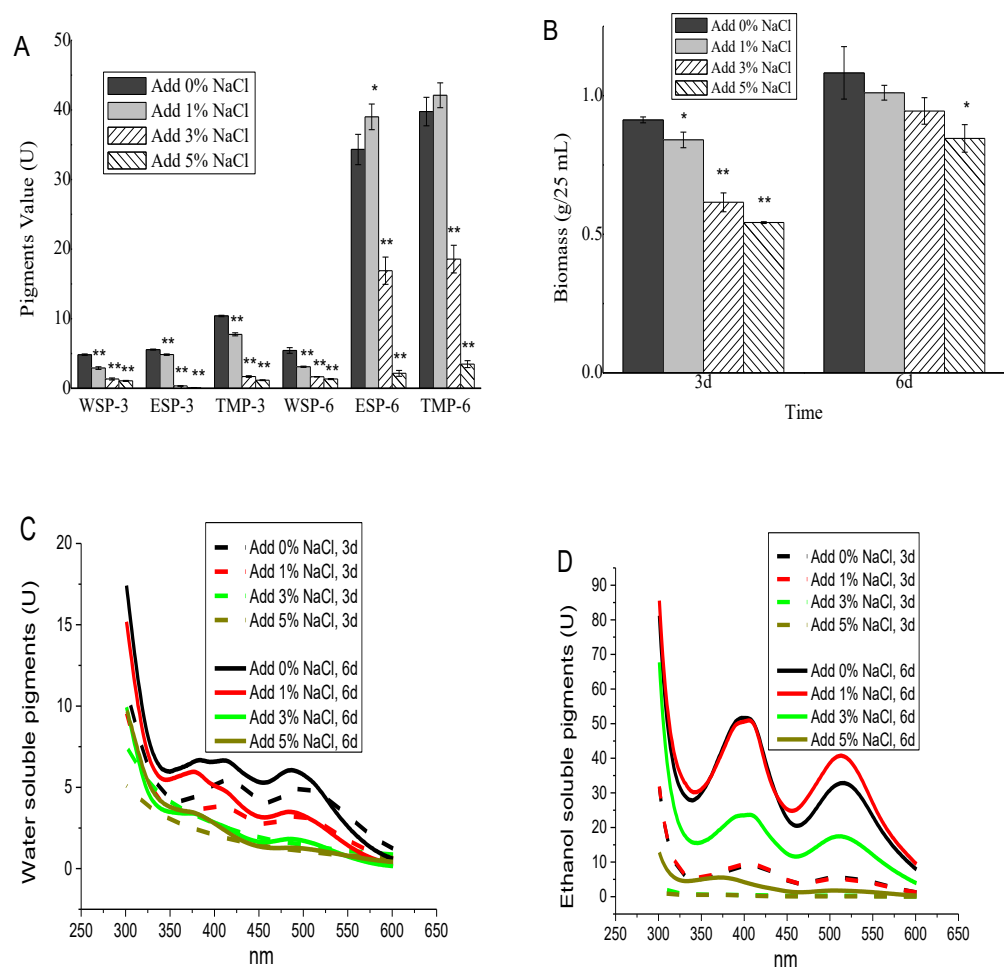 A
Pigments Value (U)
50
40
30
20
10
0
Add 0% NaCl
Add 1% NaCl
Add 3% NaCl
Add 5% NaCl
**
** **
**
**
**
**
** **
**
** **
*
**
**
**
**
WSP-3 ESP-3 TMP-3 WSP-6 ESP-6 TMP-6
B
Biomass (g/25 mL)
1.0
0.5
0.0
Add 0% NaCl
Add 1% NaCl
Add 3% NaCl
Add 5% NaCl
*
**
**
*
3d 6d
Time
C
Water soluble pigments (U)
20
15
10
5
0
Add 0% NaCl, 3d
Add 1% NaCl, 3d
Add 3% NaCl, 3d
Add 5% NaCl, 3d
Add 0% NaCl, 6d
Add 1% NaCl, 6d
Add 3% NaCl, 6d
Add 5% NaCl, 6d
250 300 350 400 450 500 550 600 650
nm
D
Ethanol soluble pigments (U)
90
80
70
60
50
40
30
20
10
0
Add 0% NaCl, 3d
Add 1% NaCl, 3d
Add 3% NaCl, 3d
Add 5% NaCl, 3d
Add 0% NaCl, 6d
Add 1% NaCl, 6d
Add 3% NaCl, 6d
Add 5% NaCl, 6d
250 300 350 400 450 500 550 600 650
nm